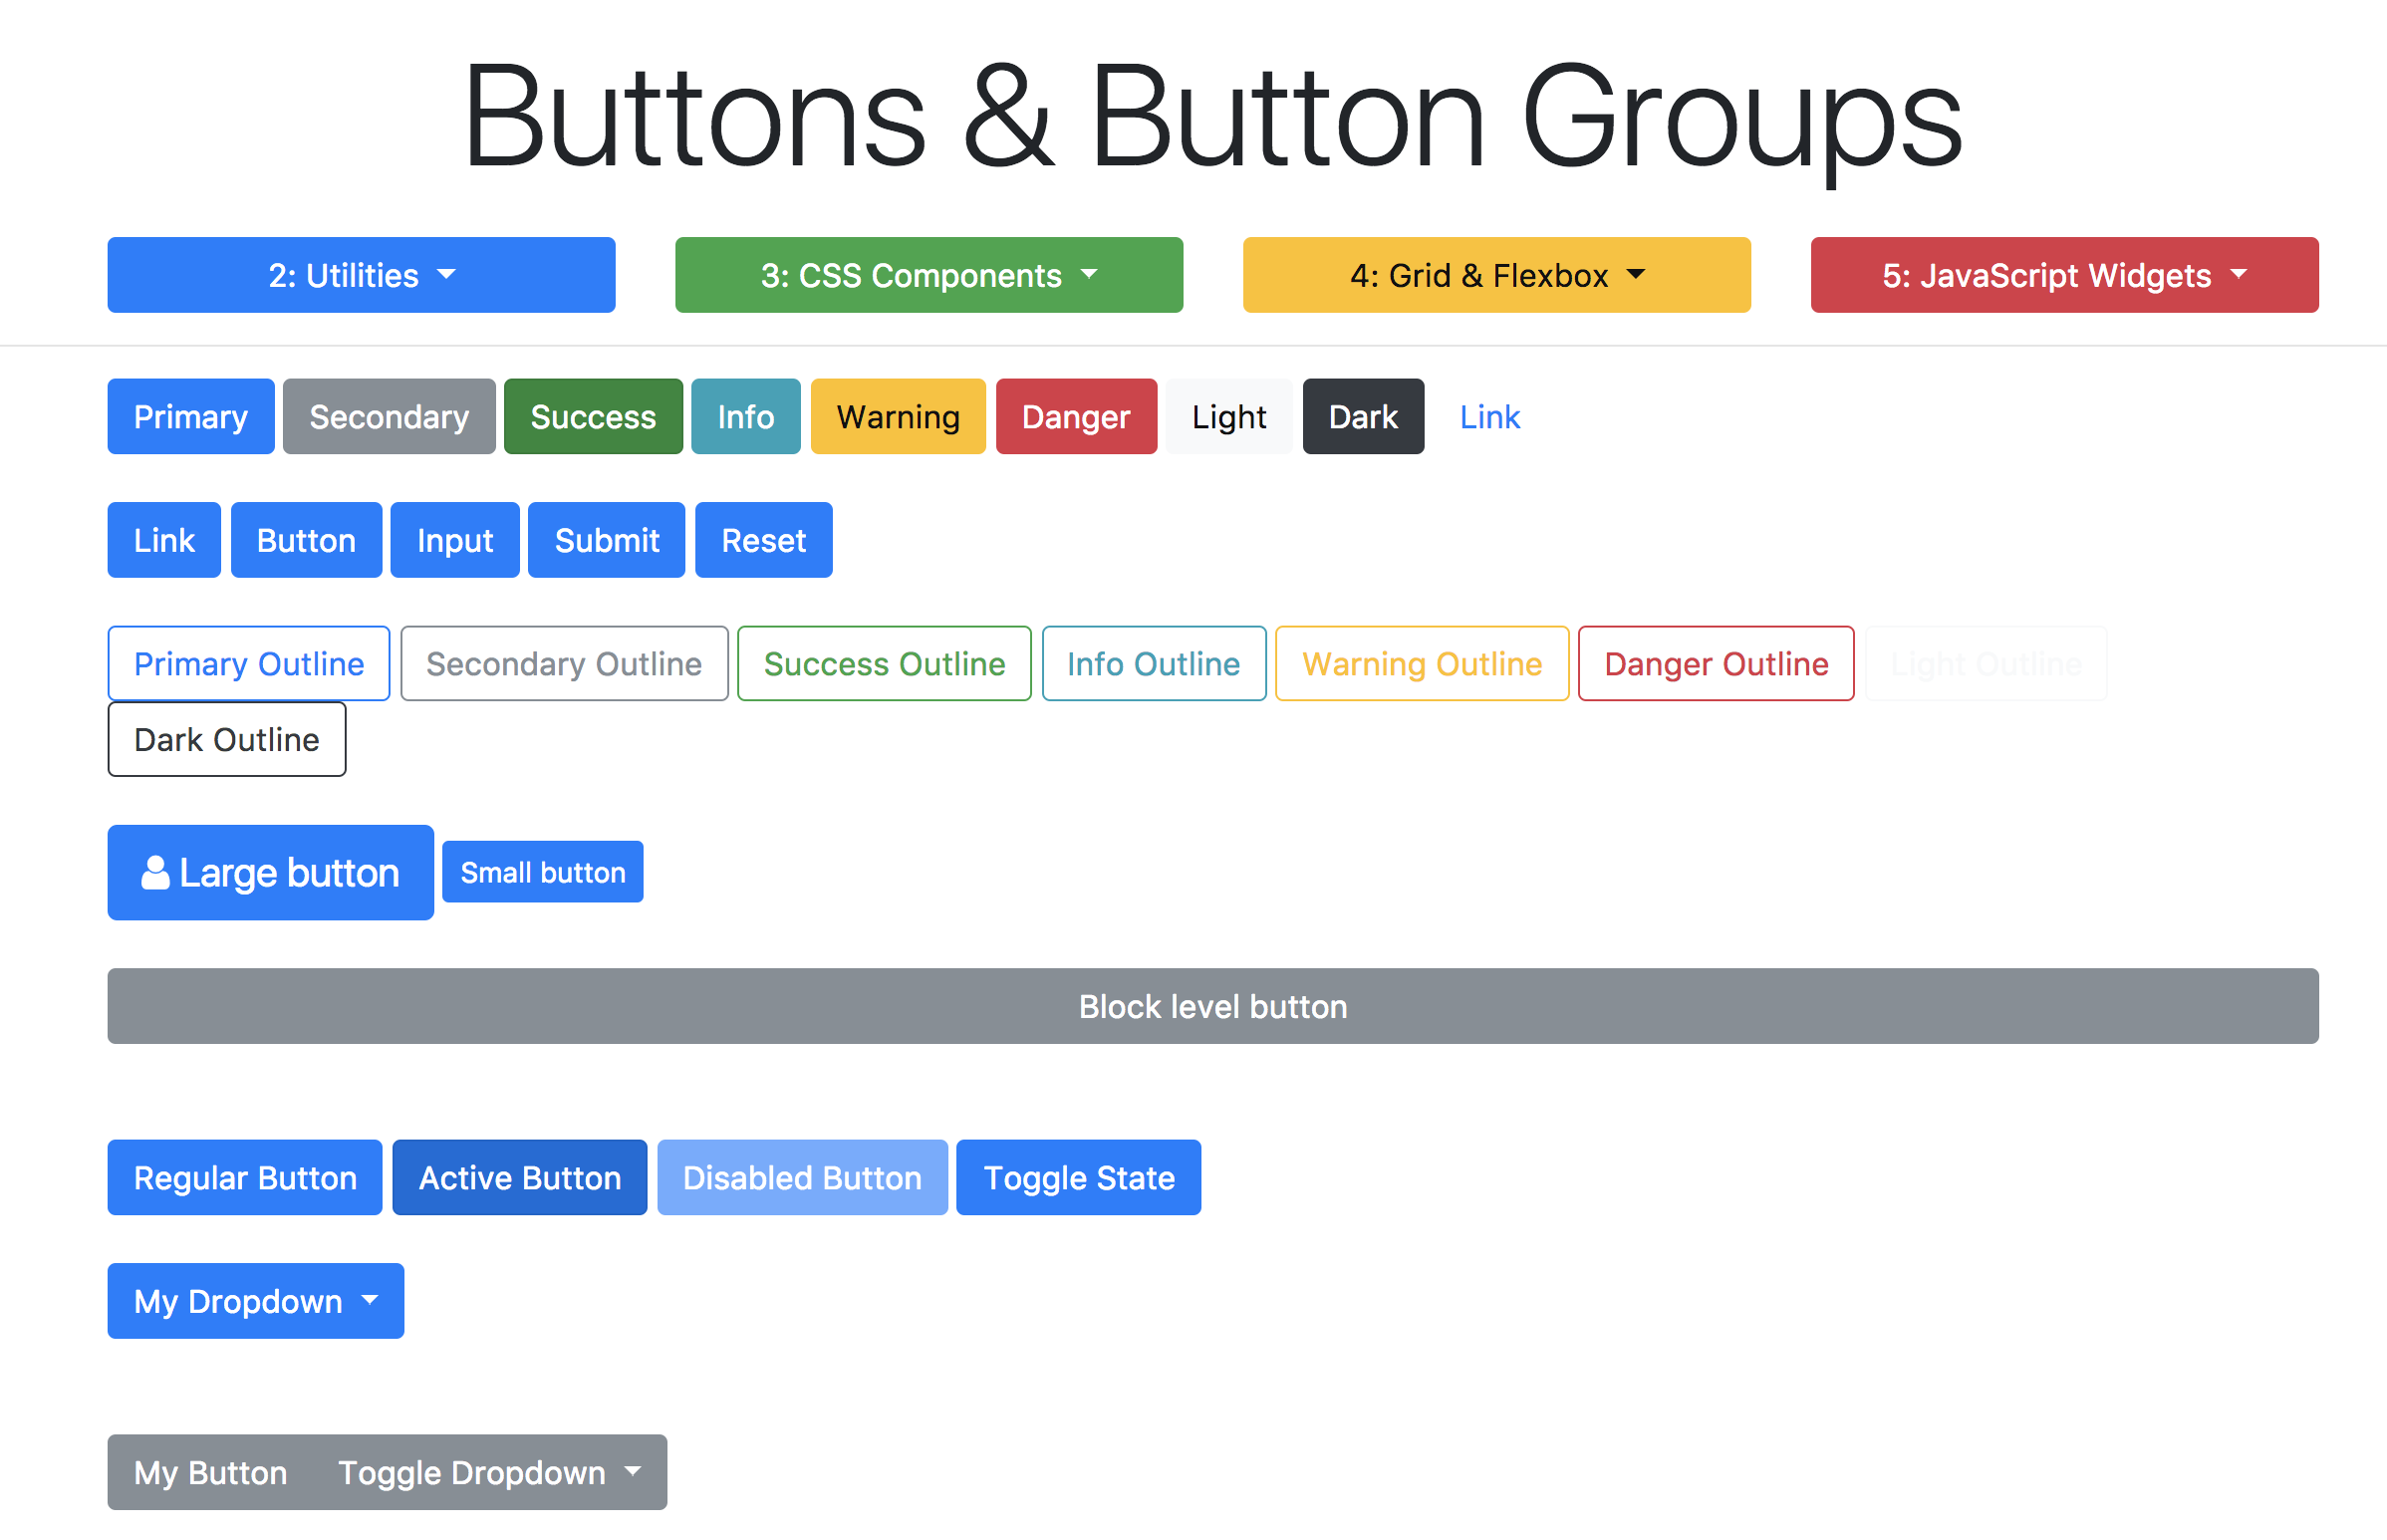 Buttons & Button Groups
2: Utilities 3: CSS Components 4: Grid & Flexbox 5: JavaScript Widgets
Primary Secondary Success Info Warning Danger Light Dark Link
Link Button Input Submit Reset
Primary Outline Secondary Outline Success Outline Info Outline Warning Outline Danger Outline Light Outline
Dark Outline
Large button Small button
Block level button
Regular Button Active Button Disabled Button Toggle State
My Dropdown
My Button Toggle Dropdown